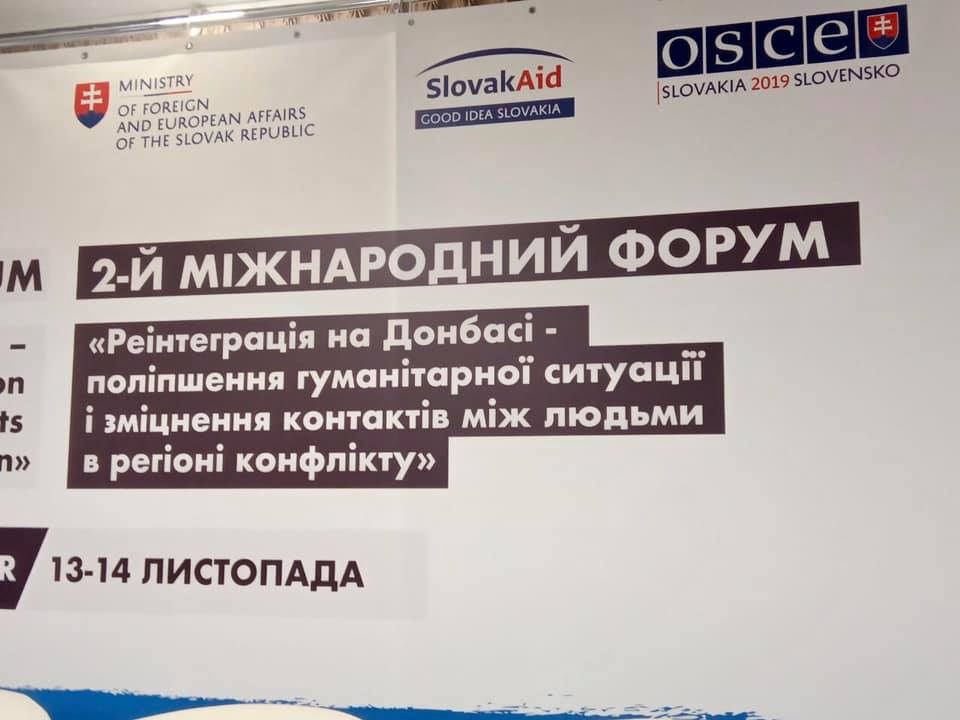 MINISTRY
OF FOREIGN
AND EUROPEAN AFFAIRS
OF THE SLOVAK REPUBLIC
SlovakAid
GOOD IDEA SLOVAKIA
osce
SLOVAKIA 2019 SLOVENSKO
UM
2-Й МІЖНАРОДНИЙ ФОРУМ
–
on
ts
n»
«Реінтеграція на Донбасі -
поліпшення гуманітарної ситуації
і зміцнення контактів між людьми
в регіоні конфлікту»
R
13-14 ЛИСТОПАДА